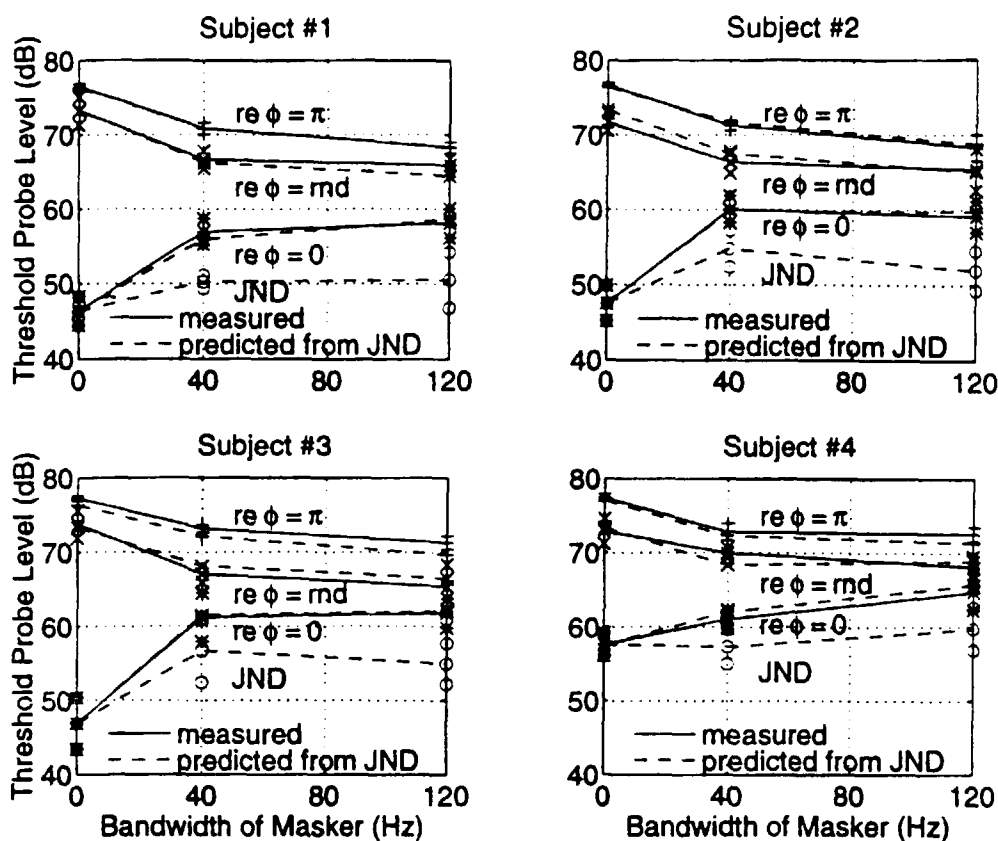 Subject #1
Threshold Probe Level (dB)
80
70
60
50
40
re ϕ = π
re ϕ = rnd
re ϕ = 0
JND
measured
predicted from JND
0
40
80
120
Subject #2
80
70
60
50
40
re ϕ = π
re ϕ = rnd
re ϕ = 0
JND
measured
predicted from JND
0
40
80
120
Subject #3
Threshold Probe Level (dB)
80
70
60
50
40
re ϕ = π
re ϕ = rnd
re ϕ = 0
JND
measured
predicted from JND
0
40
80
120
Bandwidth of Masker (Hz)
Subject #4
80
70
60
50
40
re ϕ = π
re ϕ = rnd
re ϕ = 0
JND
measured
predicted from JND
0
40
80
120
Bandwidth of Masker (Hz)